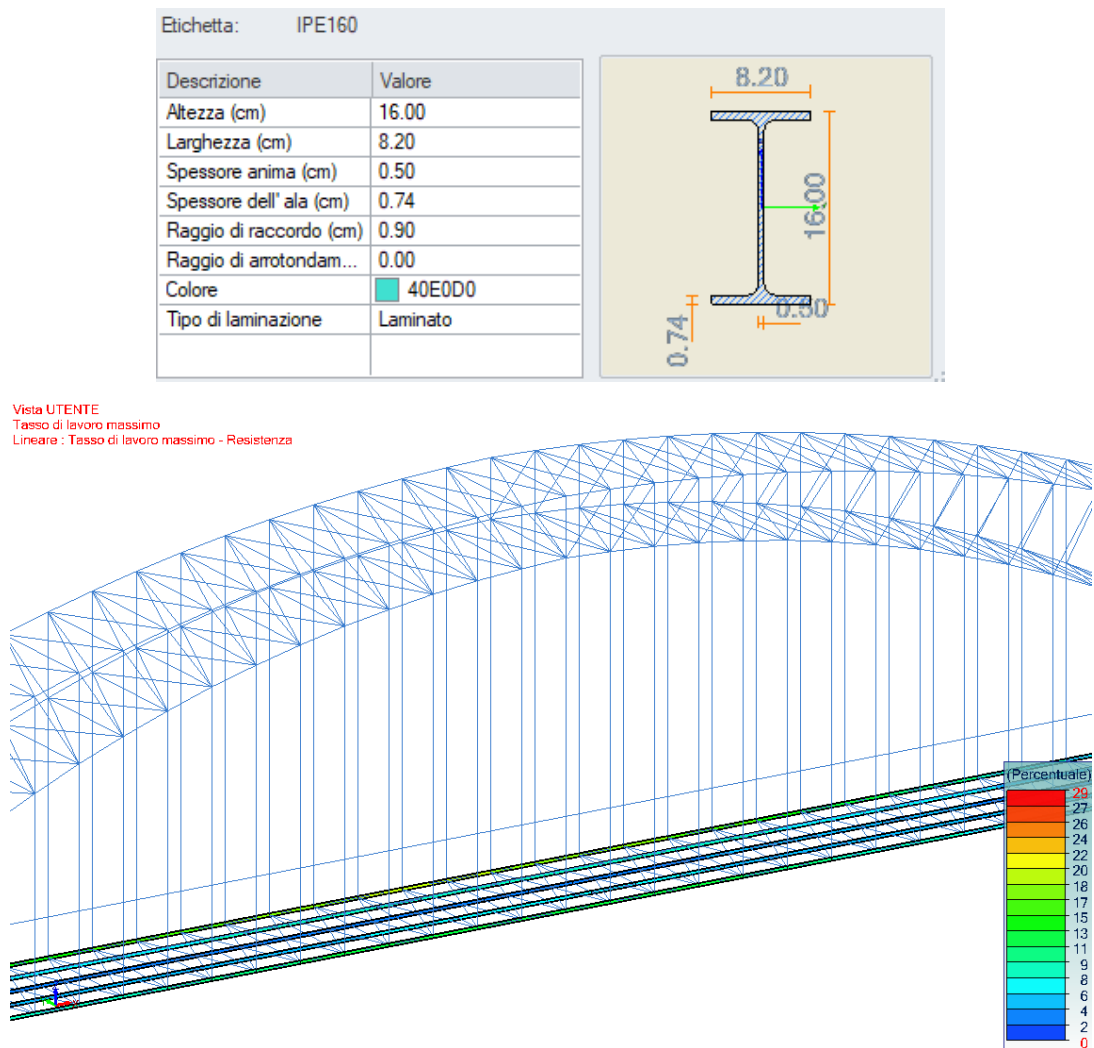 Etichetta: IPE160
Descrizione Valore
Altezza (cm) 16.00
Larghezza (cm) 8.20
Spessore anima (cm) 0.50
Spessore dell' ala (cm) 0.74
Raggio di raccordo (cm) 0.90
Raggio di arrotondam... 0.00
Colore 40E0D0
Tipo di laminazione Laminato
8.20
16.00
0.50
0.74
Vista UTENTE
Tasso di lavoro massimo
Lineare : Tasso di lavoro massimo - Resistenza
(Percentuale)
29
27
26
24
22
20
18
17
15
13
11
9
8
6
4
2
0